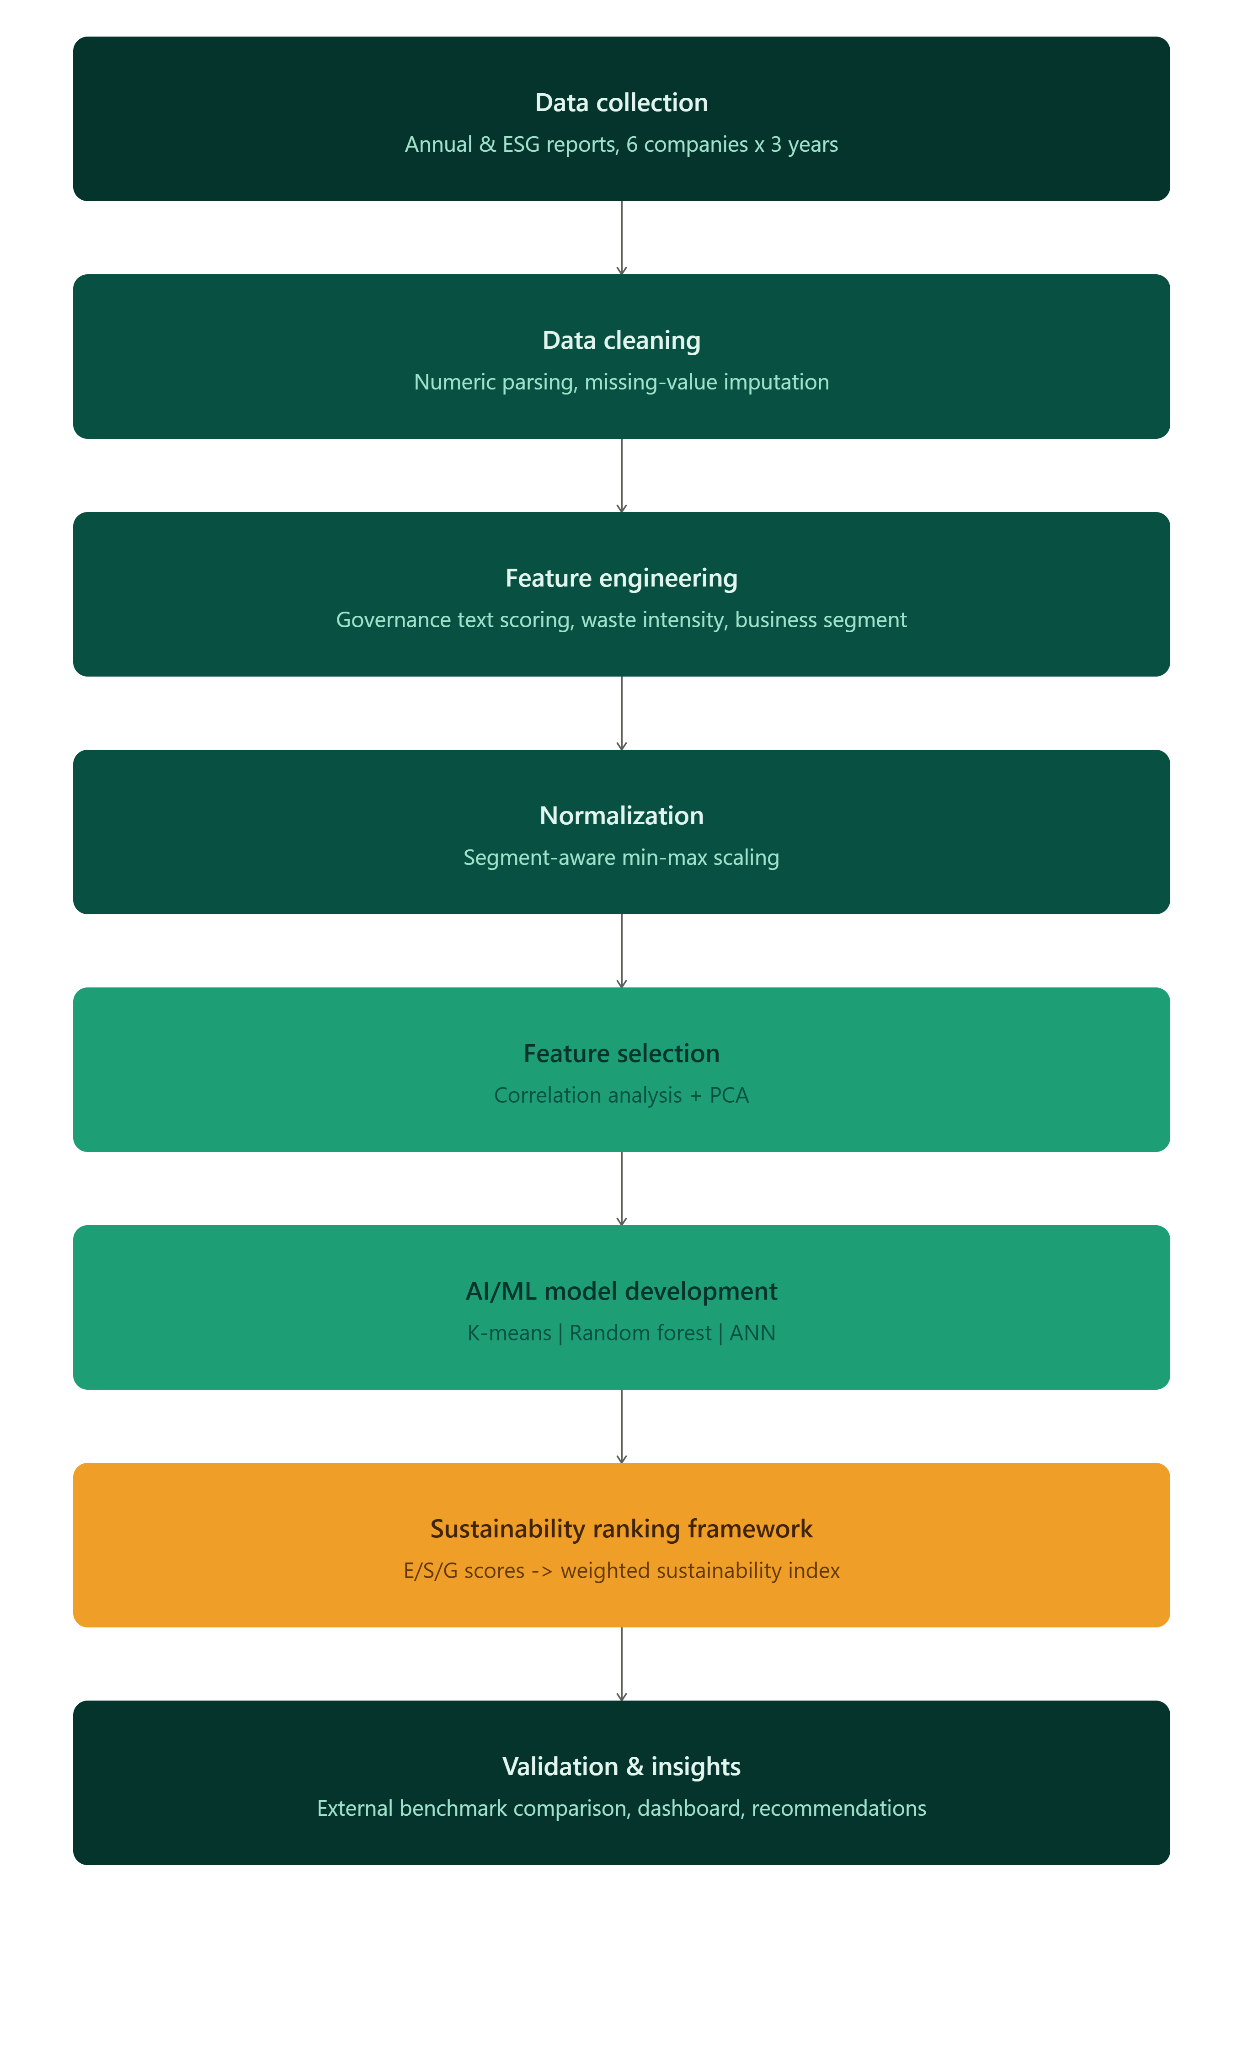 Data collection
Annual & ESG reports, 6 companies x 3 years
Data cleaning
Numeric parsing, missing-value imputation
Feature engineering
Governance text scoring, waste intensity, business segment
Normalization
Segment-aware min-max scaling
Feature selection
Correlation analysis + PCA
AI/ML model development
K-means | Random forest | ANN
Sustainability ranking framework
E/S/G scores -> weighted sustainability index
Validation & insights
External benchmark comparison, dashboard, recommendations